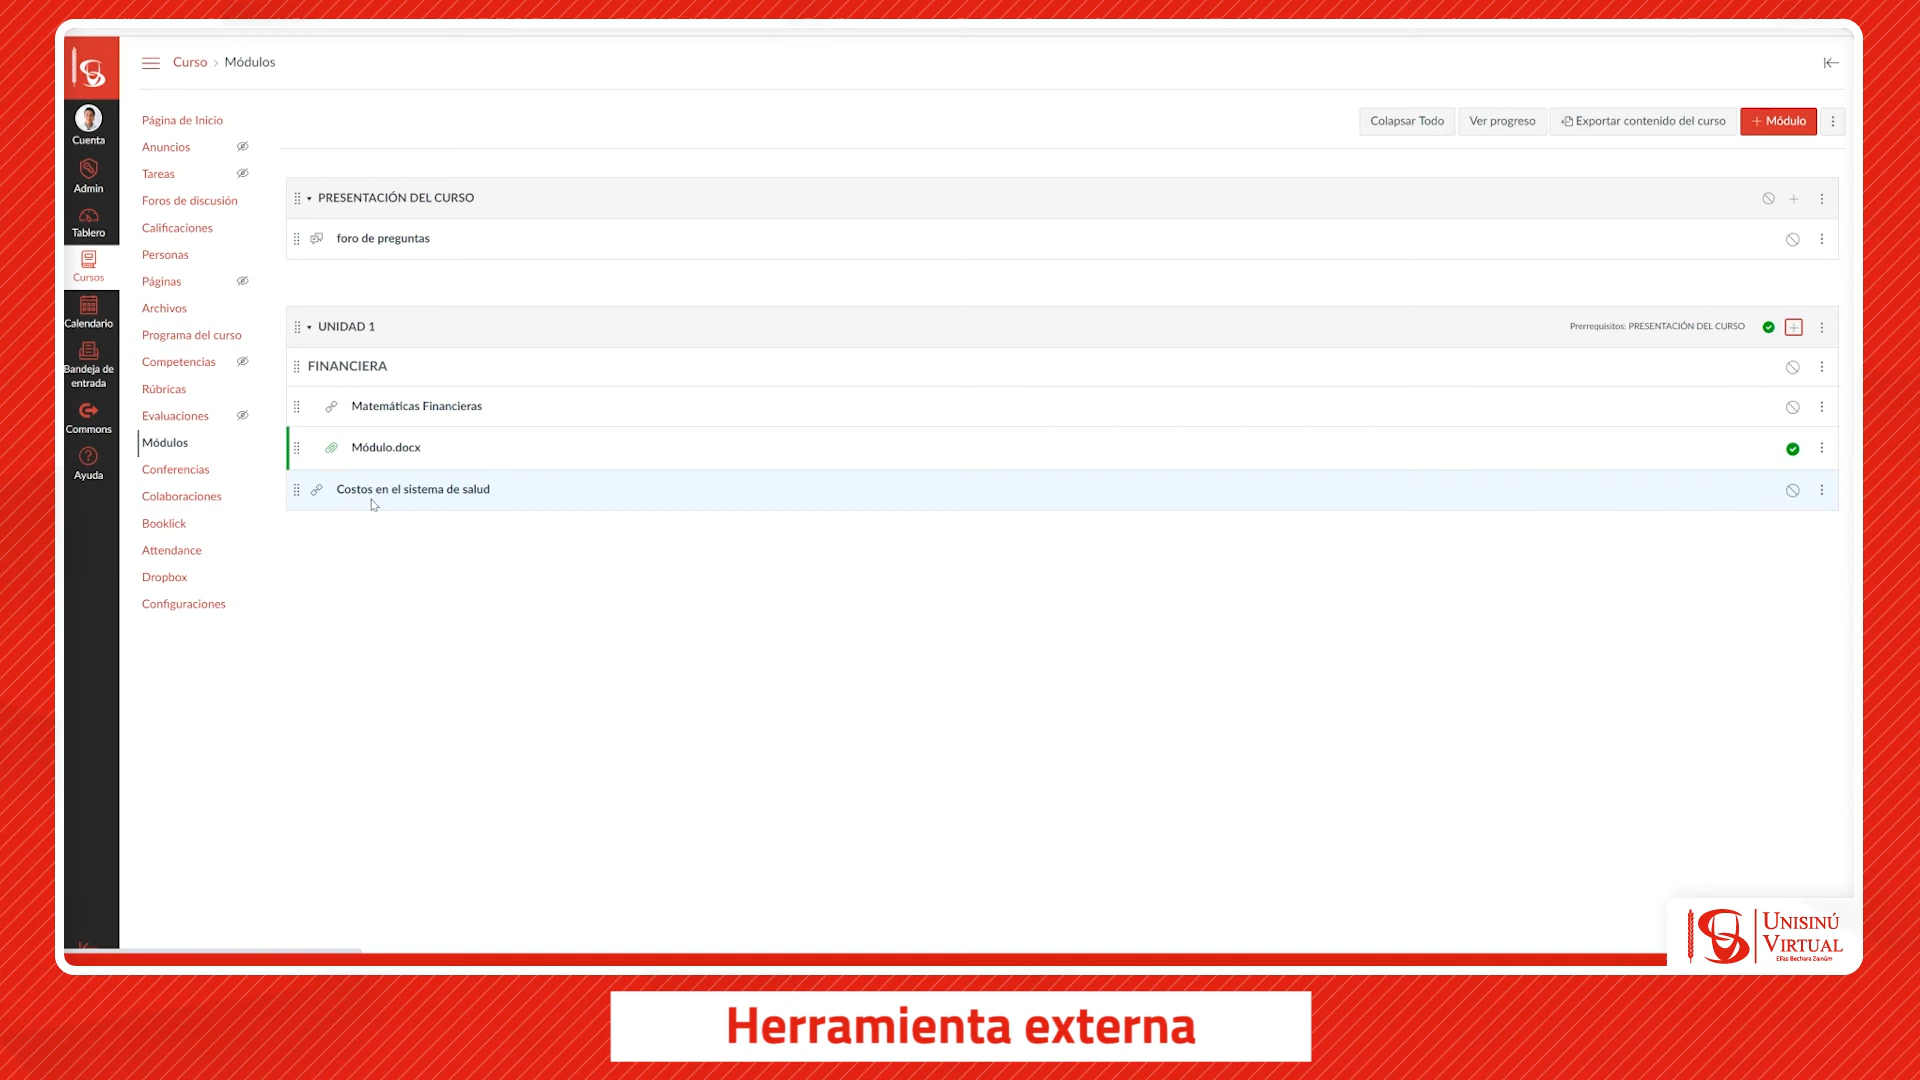 Curso › Módulos
Cuenta
Admin
Tablero
Cursos
Calendario
Bandeja de
entrada
Commons
Ayuda
Página de Inicio
Anuncios
Tareas
Foros de discusión
Calificaciones
Personas
Páginas
Archivos
Programa del curso
Competencias
Rúbricas
Evaluaciones
Módulos
Conferencias
Colaboraciones
Booklick
Attendance
Dropbox
Configuraciones
Colapsar Todo Ver progreso Exportar contenido del curso + Módulo
PRESENTACIÓN DEL CURSO
foro de preguntas
UNIDAD 1 Prerrequisitos: PRESENTACIÓN DEL CURSO
FINANCIERA
Matemáticas Financieras
Módulo.docx
Costos en el sistema de salud
UNISINÚ
VIRTUAL
Elías Bechara Zainúm
Herramienta externa